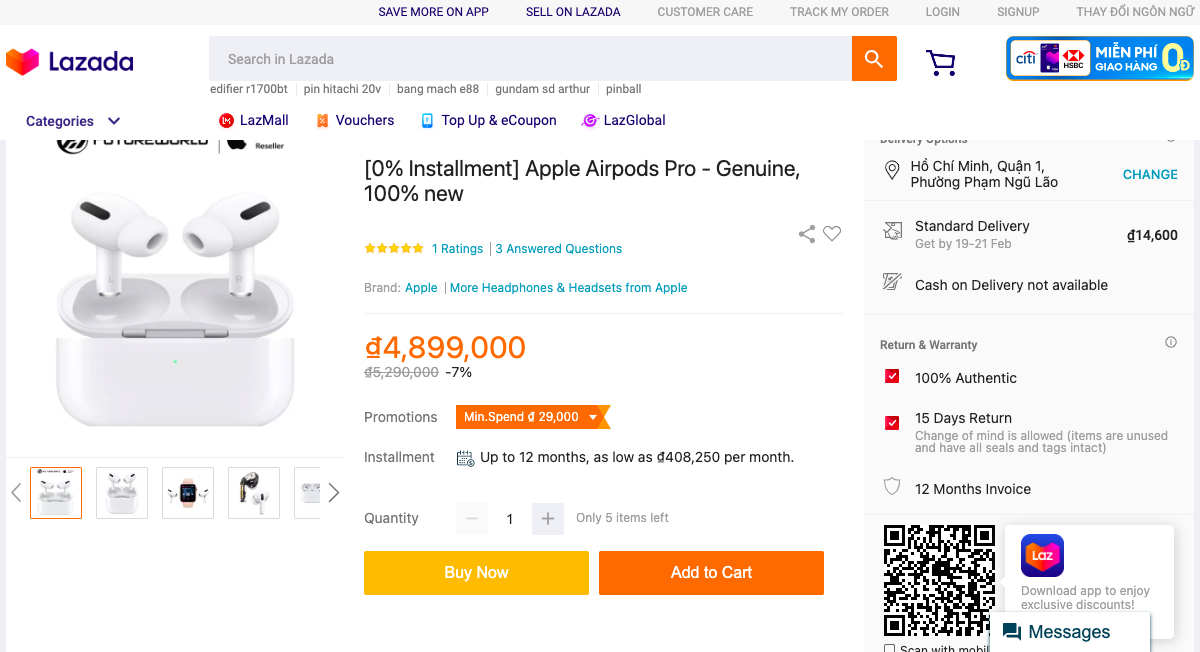 SAVE MORE ON APP
SELL ON LAZADA
CUSTOMER CARE
TRACK MY ORDER
LOGIN
SIGNUP
THAY ĐỔI NGÔN NGỮ
Lazada
Search in Lazada
citi
HSBC
MIỄN PHÍ
GIAO HÀNG
0Đ
edifier r1700bt
pin hitachi 20v
bang mach e88
gundam sd arthur
pinball
Categories
LazMall
Vouchers
Top Up & eCoupon
LazGlobal
FUTUREWORLD
Reseller
L
R
[0% Installment] Apple Airpods Pro - Genuine,
100% new
1 Ratings
3 Answered Questions
Brand: Apple
More Headphones & Headsets from Apple
₫4,899,000
₫5,290,000 -7%
Promotions
Min.Spend ₫ 29,000
Installment
Up to 12 months, as low as ₫408,250 per month.
Quantity
1
Only 5 items left
Buy Now
Add to Cart
Delivery Options
Hồ Chí Minh, Quận 1,
Phường Phạm Ngũ Lão
CHANGE
Standard Delivery
Get by 19-21 Feb
₫14,600
Cash on Delivery not available
Return & Warranty
100% Authentic
15 Days Return
Change of mind is allowed (items are unused
and have all seals and tags intact)
12 Months Invoice
Laz
Download app to enjoy
exclusive discounts!
Messages
Scan with mobil